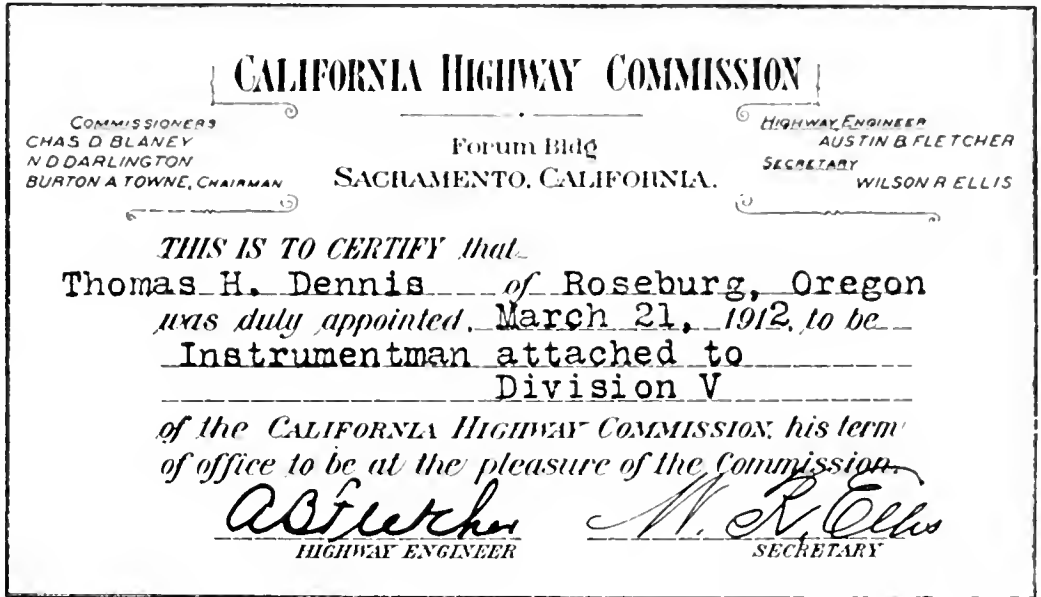 CALIFORNIA HIGHWAY COMMISSION
COMMISSIONERS
CHAS D BLANEY
N D DARLINGTON
BURTON A TOWNE, CHAIRMAN
Forum Bldg
SACRAMENTO, CALIFORNIA.
HIGHWAY ENGINEER
AUSTIN B. FLETCHER
SECRETARY
WILSON R ELLIS
THIS IS TO CERTIFY that
Thomas H. Dennis of Roseburg, Oregon
was duly appointed, March 21, 1912, to be
Instrumentman attached to
Division V
of the CALIFORNIA HIGHWAY COMMISSION, his term
of office to be at the pleasure of the Commission.
A B Fletcher W. R. Ellis
HIGHWAY ENGINEER SECRETARY